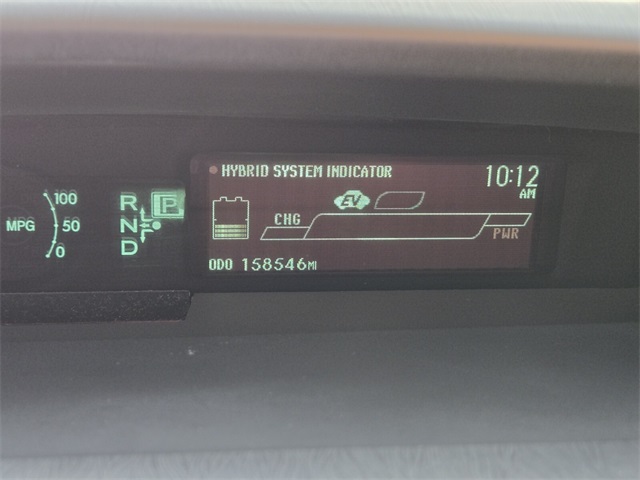 HYBRID SYSTEM INDICATOR
10:12
AM
100
R P
EV
MPG 50 N
CHG
PWR
0 D
ODO 158546MI